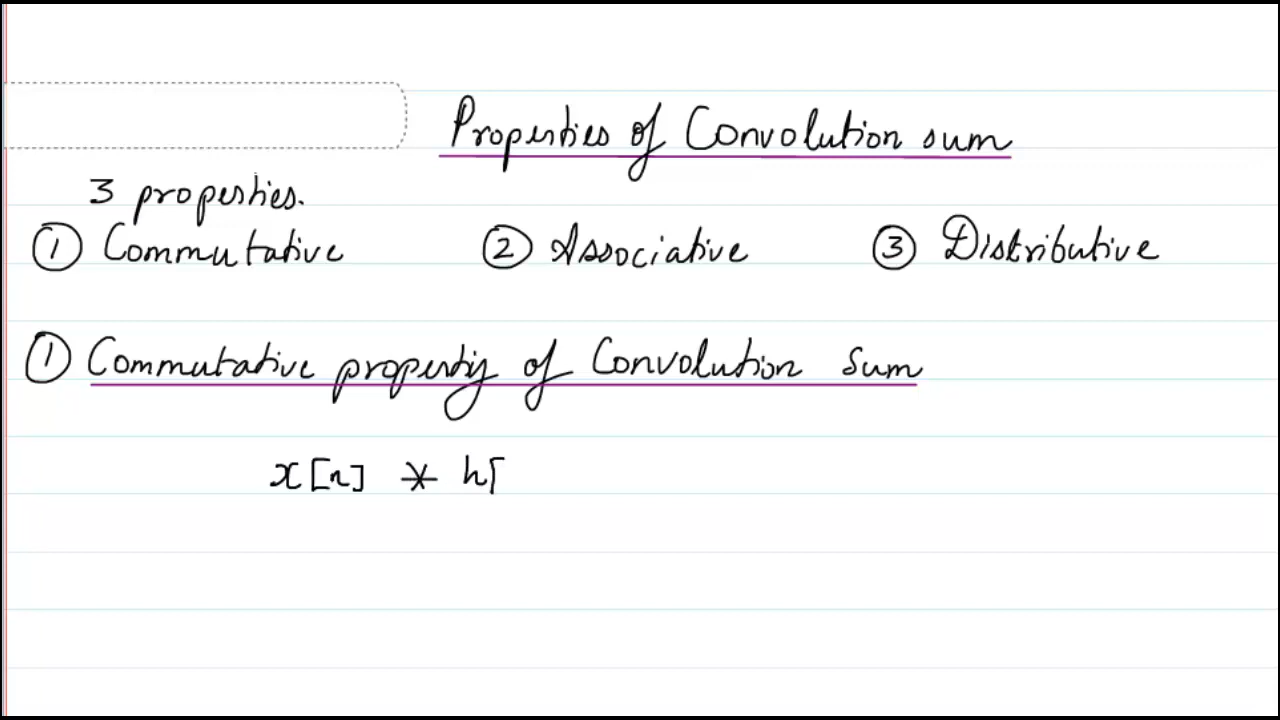 Properties of Convolution sum
3 properties.
① Commutative ② Associative ③ Distributive
① Commutative property of Convolution Sum
x[n] * h[